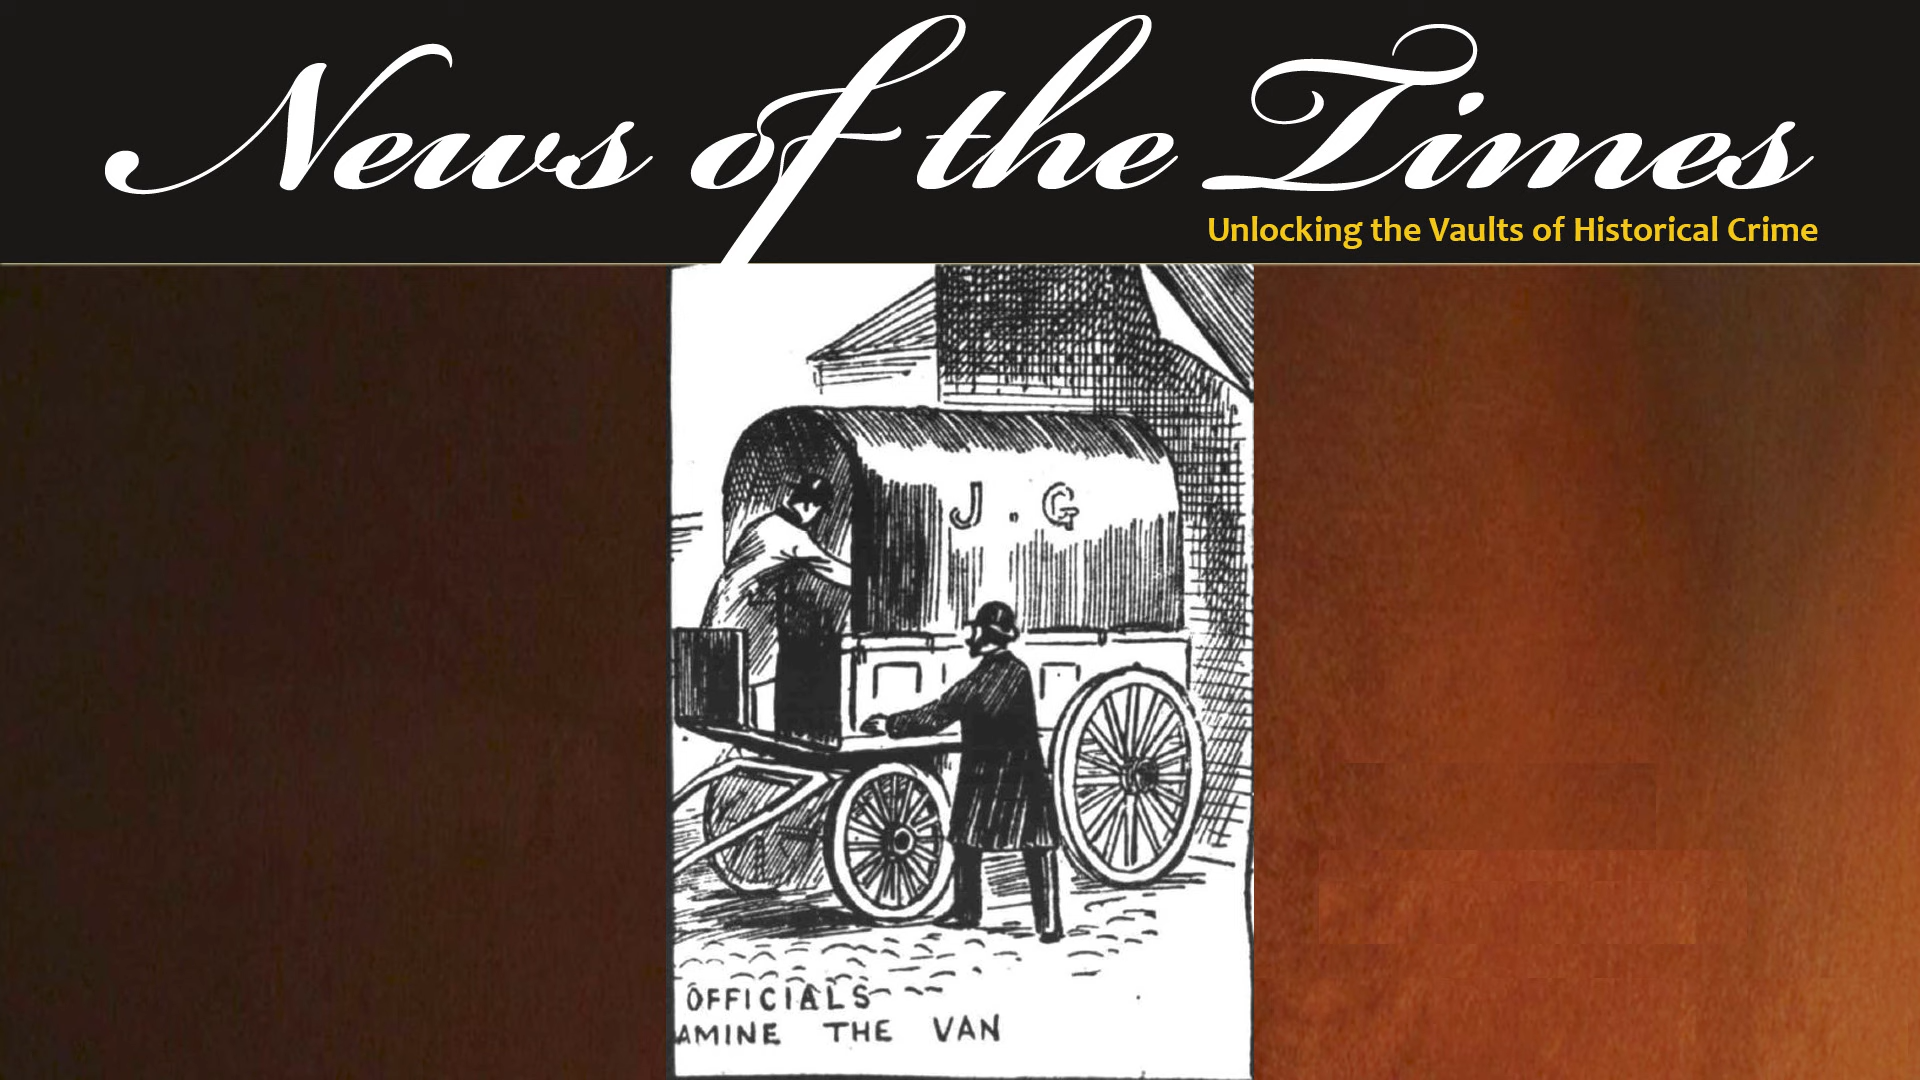 News of the Times
Unlocking the Vaults of Historical Crime
J. G
OFFICIALS
AMINE THE VAN